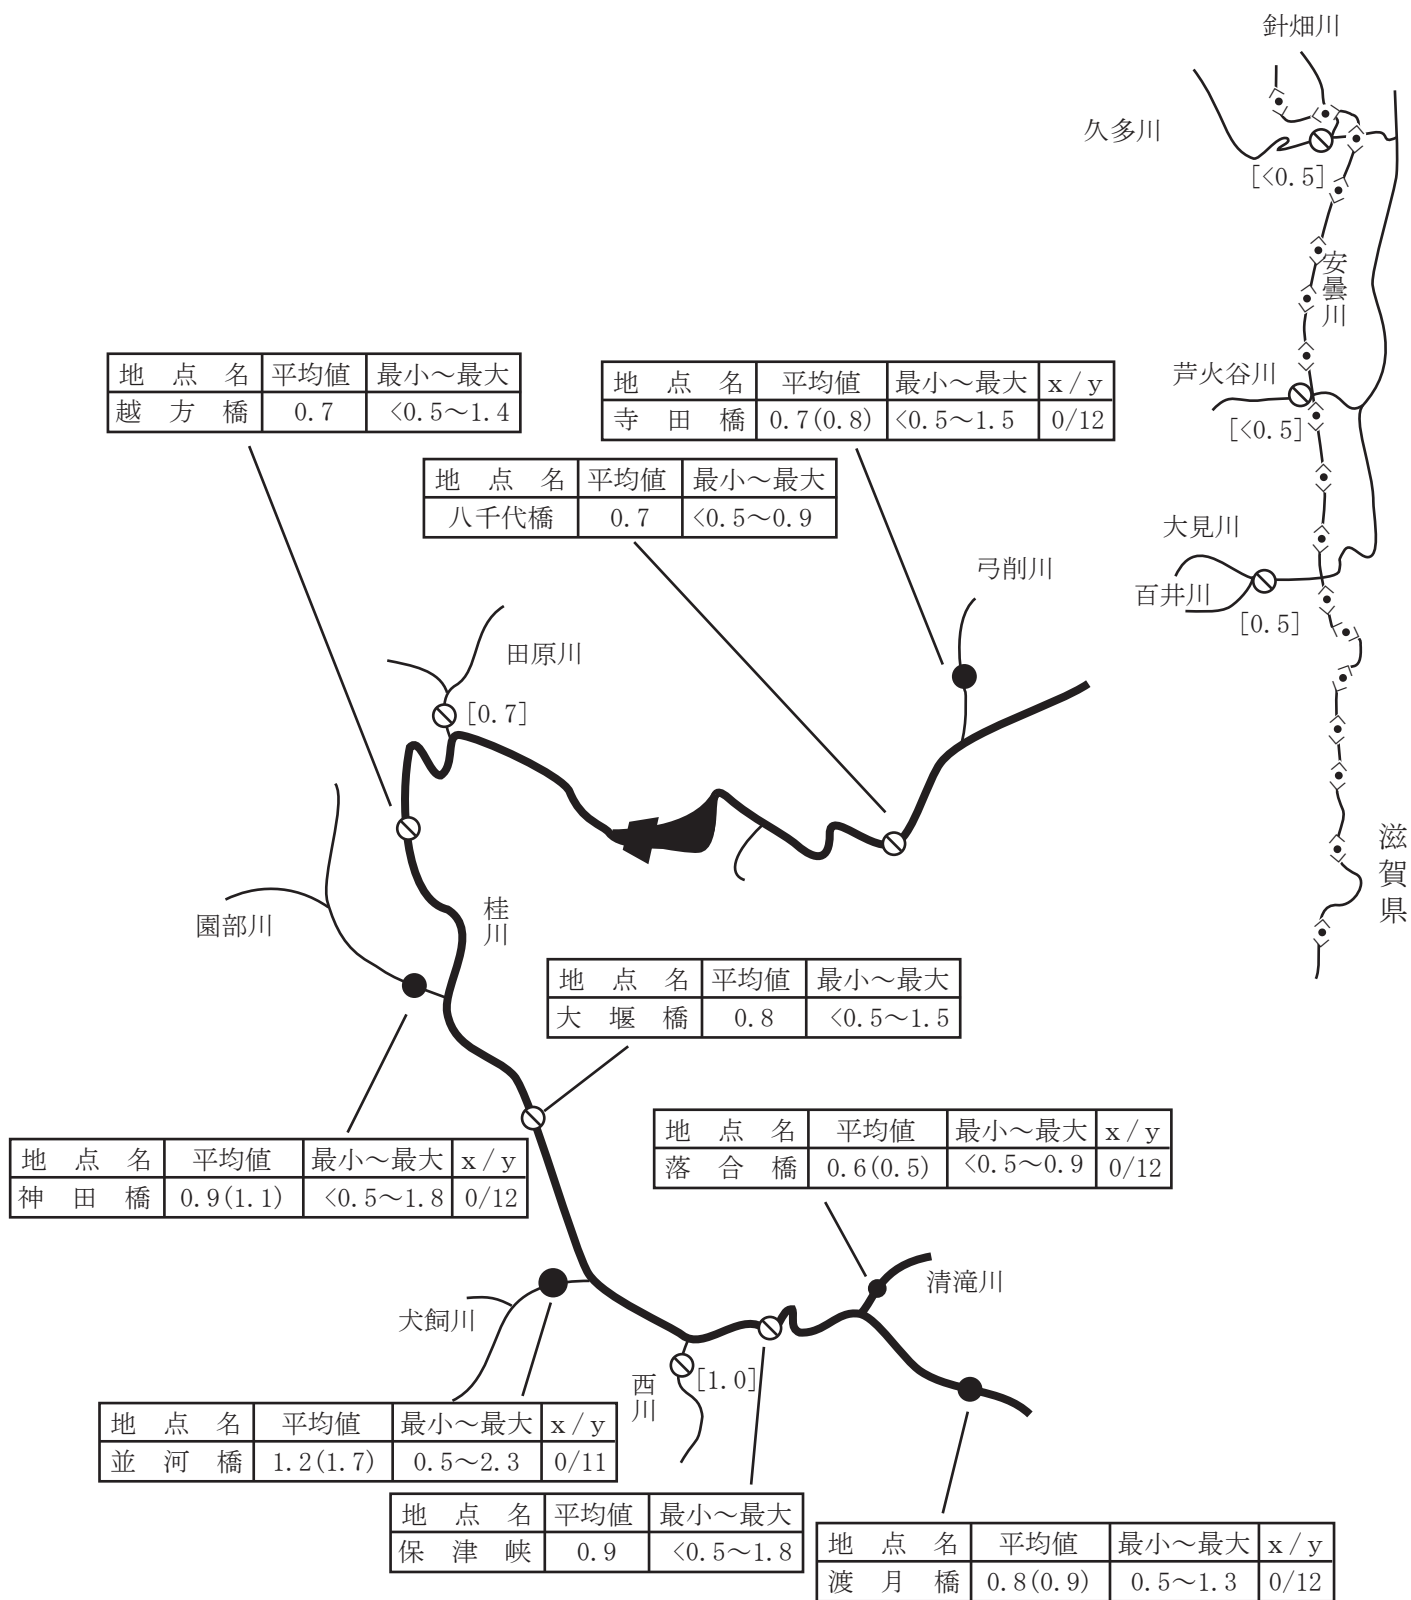 針畑川
久多川
[<0.5]
安曇川
芦火谷川
[<0.5]
大見川
百井川
[0.5]
滋賀県
地点名 平均値 最小～最大
越方橋 0.7 <0.5～1.4
地点名 平均値 最小～最大 x/y
寺田橋 0.7(0.8) <0.5～1.5 0/12
地点名 平均値 最小～最大
八千代橋 0.7 <0.5～0.9
弓削川
田原川
[0.7]
園部川
桂川
地点名 平均値 最小～最大
大堰橋 0.8 <0.5～1.5
地点名 平均値 最小～最大 x/y
神田橋 0.9(1.1) <0.5～1.8 0/12
地点名 平均値 最小～最大 x/y
落合橋 0.6(0.5) <0.5～0.9 0/12
清滝川
犬飼川
西川
[1.0]
地点名 平均値 最小～最大 x/y
並河橋 1.2(1.7) 0.5～2.3 0/11
地点名 平均値 最小～最大
保津峡 0.9 <0.5～1.8
地点名 平均値 最小～最大 x/y
渡月橋 0.8(0.9) 0.5～1.3 0/12